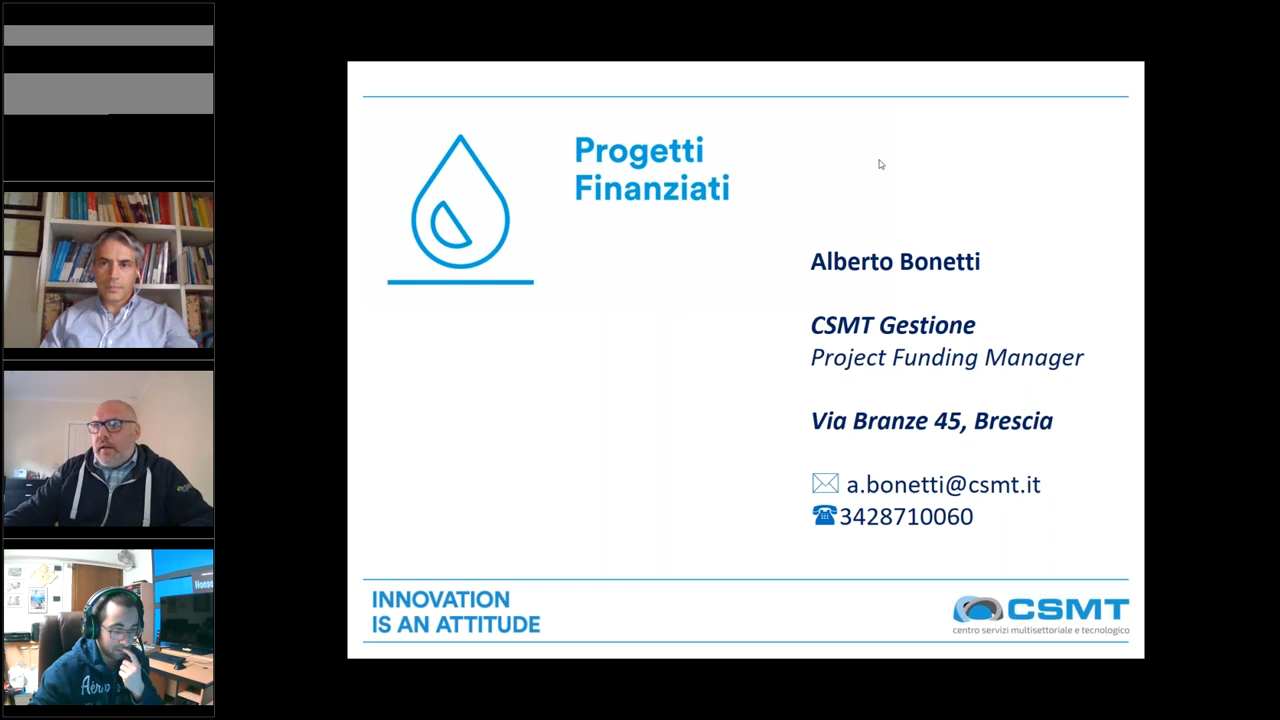 Progetti
Finanziati
Alberto Bonetti
CSMT Gestione
Project Funding Manager
Via Branze 45, Brescia
a.bonetti@csmt.it
3428710060
INNOVATION
IS AN ATTITUDE
CSMT
centro servizi multisettoriale e tecnologico